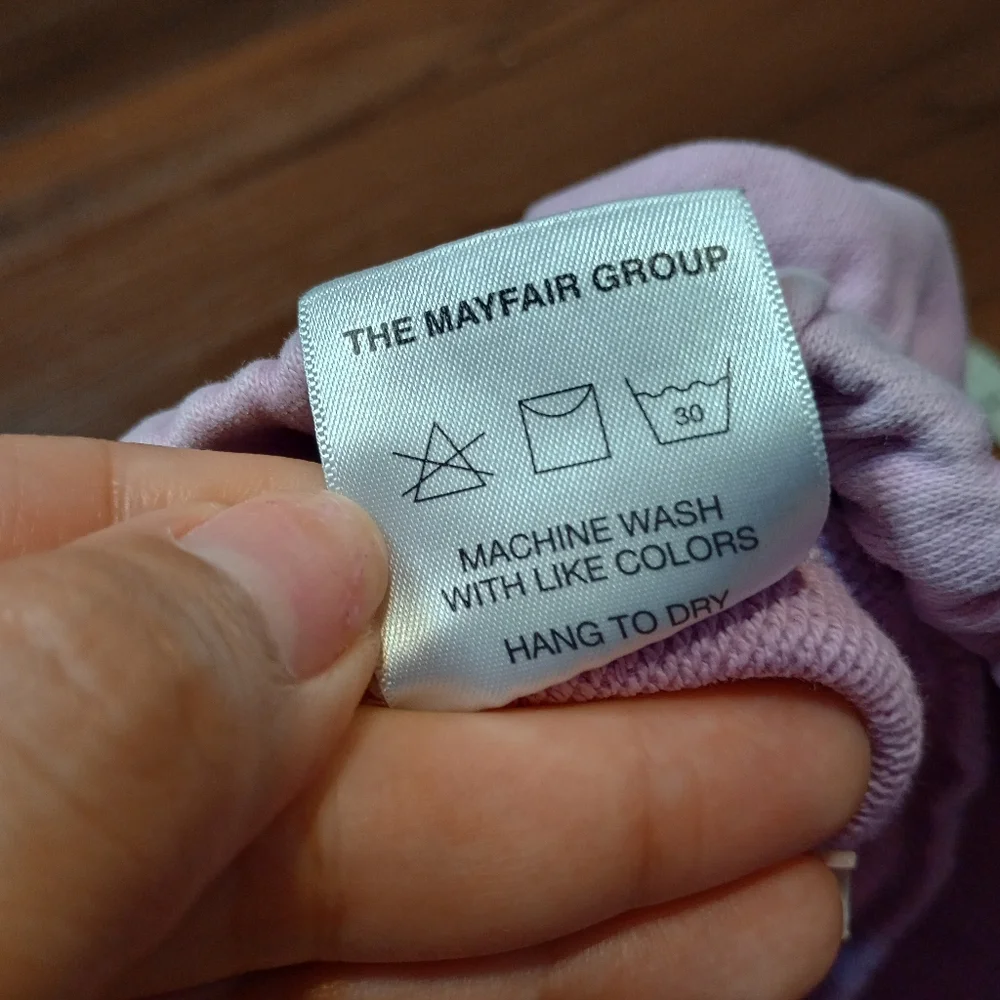 THE MAYFAIR GROUP
30
MACHINE WASH
WITH LIKE COLORS
HANG TO DRY